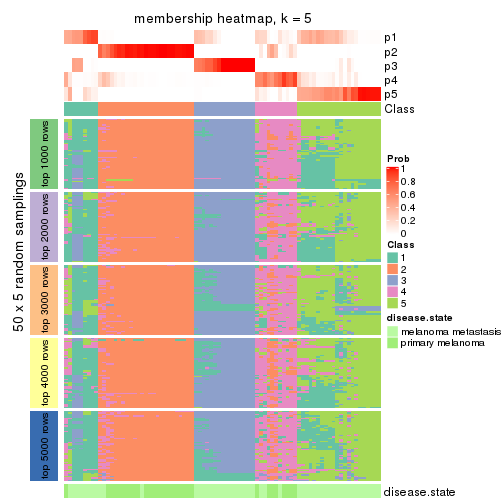 membership heatmap, k = 5
p1
p2
p3
p4
p5
Class
50 x 5 random samplings
top 1000 rows
top 2000 rows
top 3000 rows
top 4000 rows
top 5000 rows
Prob
1
0.8
0.6
0.4
0.2
0
Class
1
2
3
4
5
disease.state
melanoma metastasis
primary melanoma
disease.state